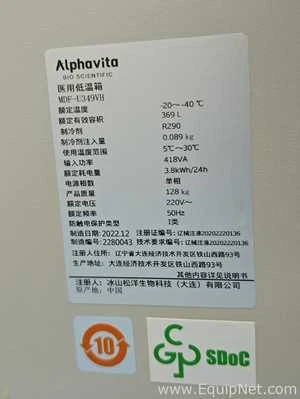 Alphavita
BIO SCIENTIFIC
医用低温箱
MDF-U349VH
额定温度 -20～-40 ℃
额定有效容积 369 L
制冷剂 R290
制冷剂注入量 0.089 kg
使用温度范围 5℃～30℃
输入功率 418VA
额定耗电量 3.8kWh/24h
电源相数 单相
产品质量 128 kg
额定电压 220V～
额定频率 50Hz
防触电保护类型 1类
制造日期:2022.12 注册证编号:辽械注准20202220136
制造编号:2280043 技术要求编号:辽械注准20202220136
注册人住所:辽宁省大连经济技术开发区铁山西路93号
生产地址:大连经济技术开发区铁山西路93号
其他内容详见说明书
注册人:冰山松洋生物科技（大连）有限公司
原产地:中国
10
CGP SDoC
www.EquipNet.com